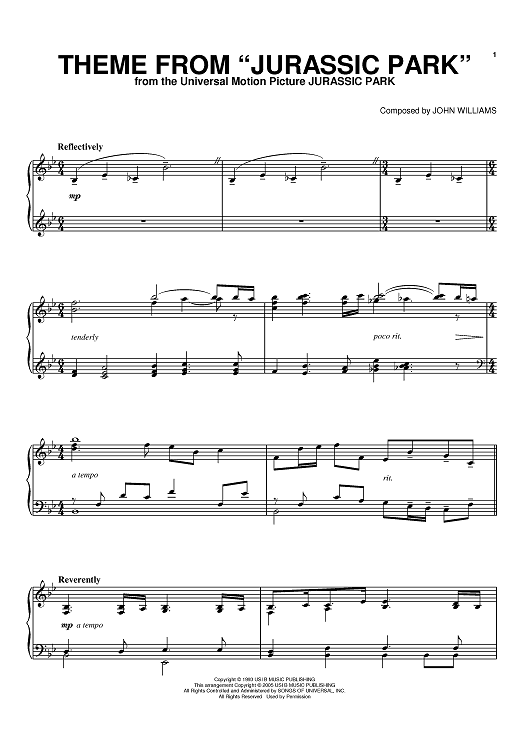 THEME FROM “JURASSIC PARK”
1
from the Universal Motion Picture JURASSIC PARK
Composed by JOHN WILLIAMS
Reflectively
mp
tenderly
poco rit.
a tempo
rit.
Reverently
mp a tempo
Copyright © 1993 USI B MUSIC PUBLISHING
This arrangement Copyright © 2005 USI B MUSIC PUBLISHING
All Rights Controlled and Administered by SONGS OF UNIVERSAL, INC.
All Rights Reserved Used by Permission